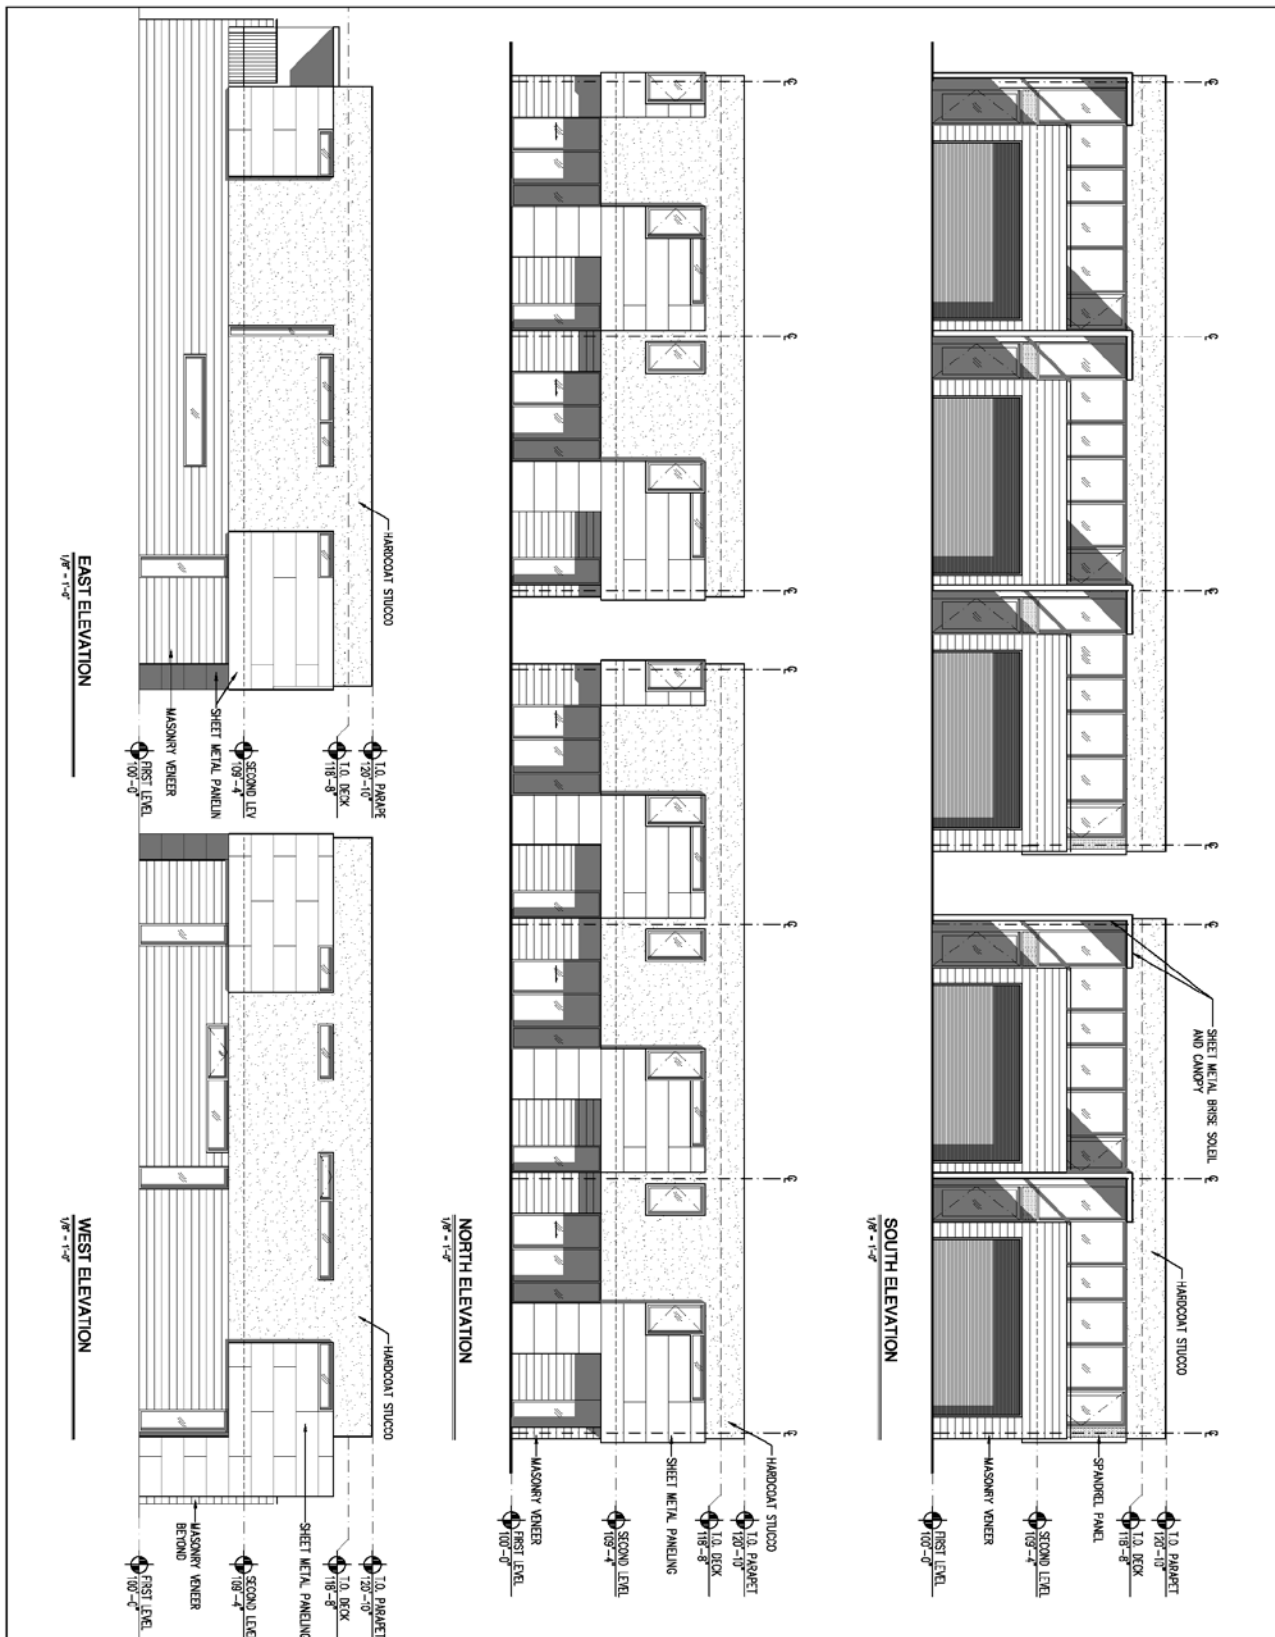 SHEET METAL BRISE SOLEIL
AND CANOPY
HARDCOAT STUCCO
SPANDREL PANEL
MASONRY VENEER
T.O. PARAPET
120'-10"
T.O. DECK
118'-8"
SECOND LEVEL
109'-4"
FIRST LEVEL
100'-0"
SOUTH ELEVATION
1/8" = 1'-0"
HARDCOAT STUCCO
SHEET METAL PANELING
MASONRY VENEER
T.O. PARAPET
120'-10"
T.O. DECK
118'-8"
SECOND LEVEL
109'-4"
FIRST LEVEL
100'-0"
NORTH ELEVATION
1/8" = 1'-0"
HARDCOAT STUCCO
SHEET METAL PANELIN
MASONRY VENEER
T.O. PARAPE
120'-10"
T.O. DECK
118'-8"
SECOND LEV
109'-4"
FIRST LEVEL
100'-0"
EAST ELEVATION
1/8" = 1'-0"
HARDCOAT STUCCO
SHEET METAL PANELING
MASONRY VENEER
BEYOND
T.O. PARAPET
120'-10"
T.O. DECK
118'-8"
SECOND LEVEL
109'-4"
FIRST LEVEL
100'-0"
WEST ELEVATION
1/8" = 1'-0"